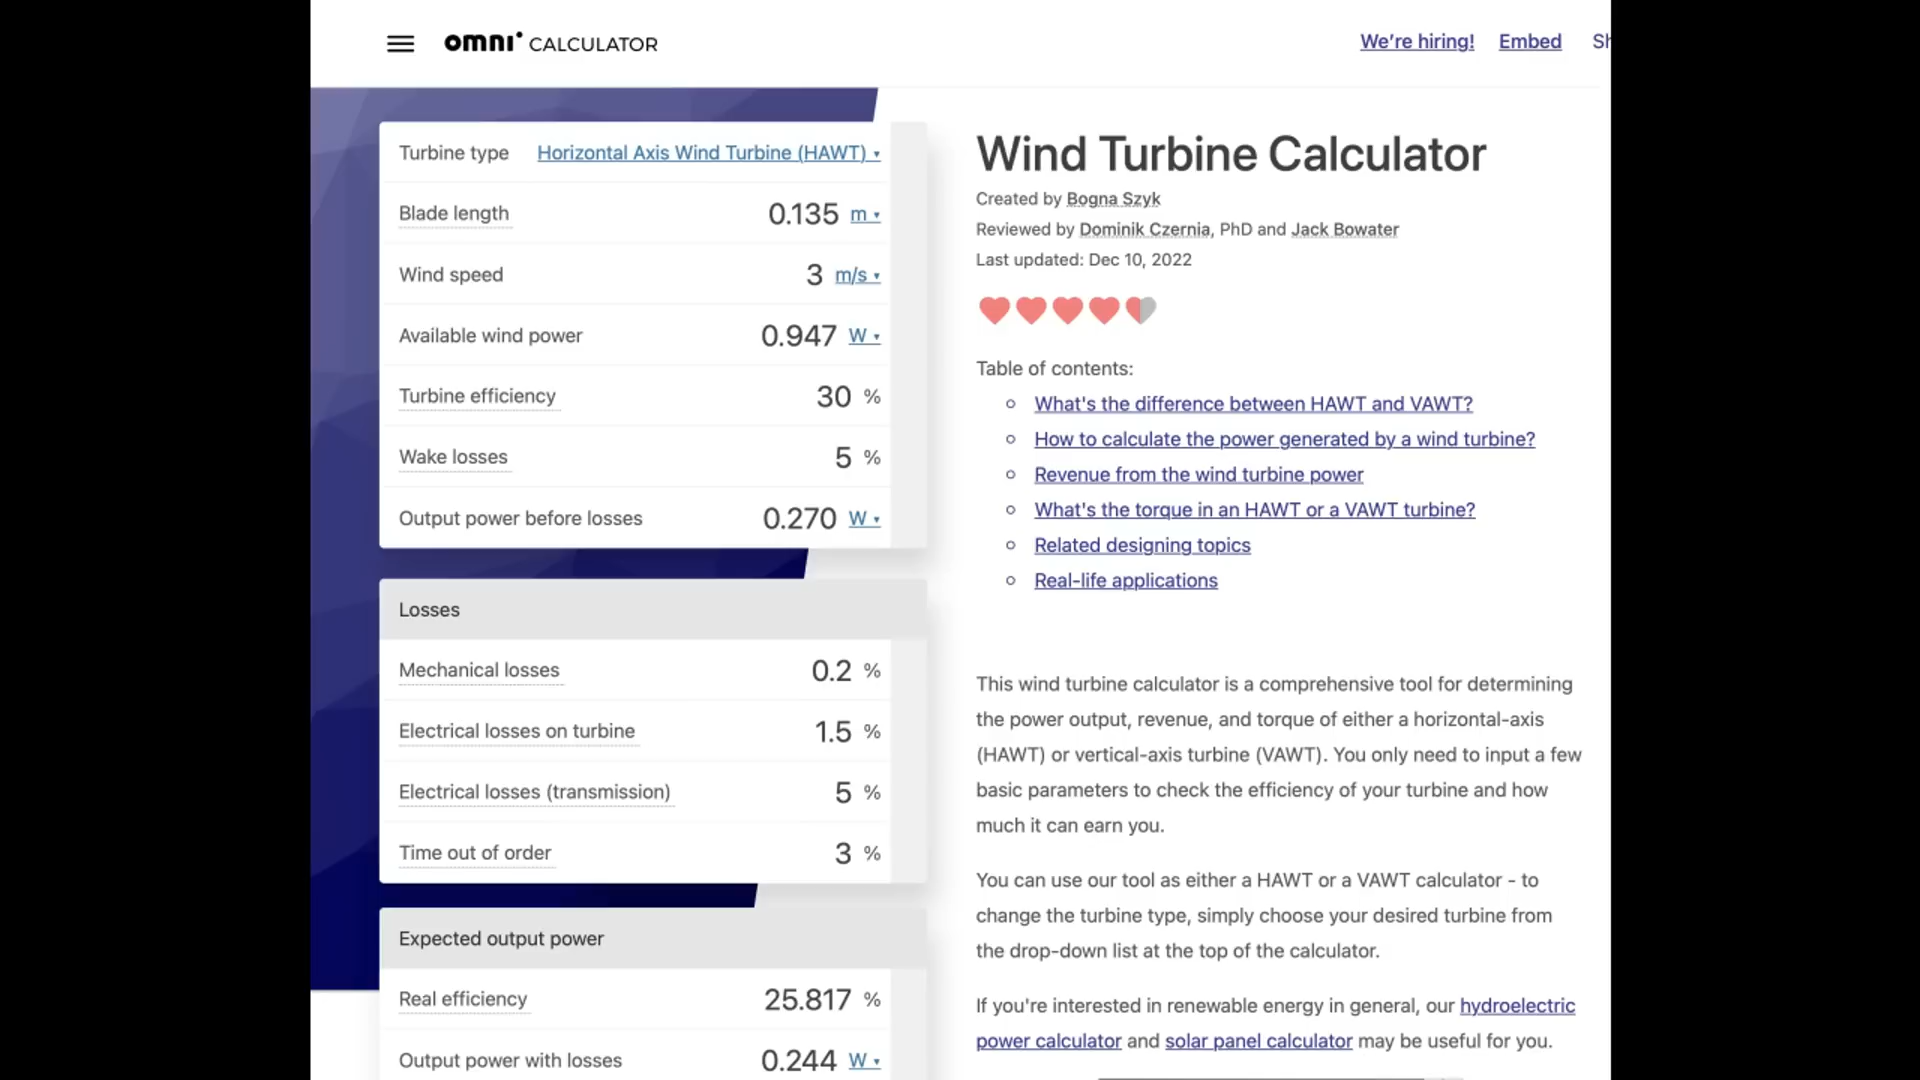 omni CALCULATOR
We're hiring!
Embed
Turbine type Horizontal Axis Wind Turbine (HAWT)
Blade length 0.135 m
Wind speed 3 m/s
Available wind power 0.947 W
Turbine efficiency 30 %
Wake losses 5 %
Output power before losses 0.270 W
Losses
Mechanical losses 0.2 %
Electrical losses on turbine 1.5 %
Electrical losses (transmission) 5 %
Time out of order 3 %
Expected output power
Real efficiency 25.817 %
Output power with losses 0.244 W
Wind Turbine Calculator
Created by Bogna Szyk
Reviewed by Dominik Czernia, PhD and Jack Bowater
Last updated: Dec 10, 2022
Table of contents:
What's the difference between HAWT and VAWT?
How to calculate the power generated by a wind turbine?
Revenue from the wind turbine power
What's the torque in an HAWT or a VAWT turbine?
Related designing topics
Real-life applications
This wind turbine calculator is a comprehensive tool for determining
the power output, revenue, and torque of either a horizontal-axis
(HAWT) or vertical-axis turbine (VAWT). You only need to input a few
basic parameters to check the efficiency of your turbine and how
much it can earn you.
You can use our tool as either a HAWT or a VAWT calculator - to
change the turbine type, simply choose your desired turbine from
the drop-down list at the top of the calculator.
If you're interested in renewable energy in general, our hydroelectric
power calculator and solar panel calculator may be useful for you.